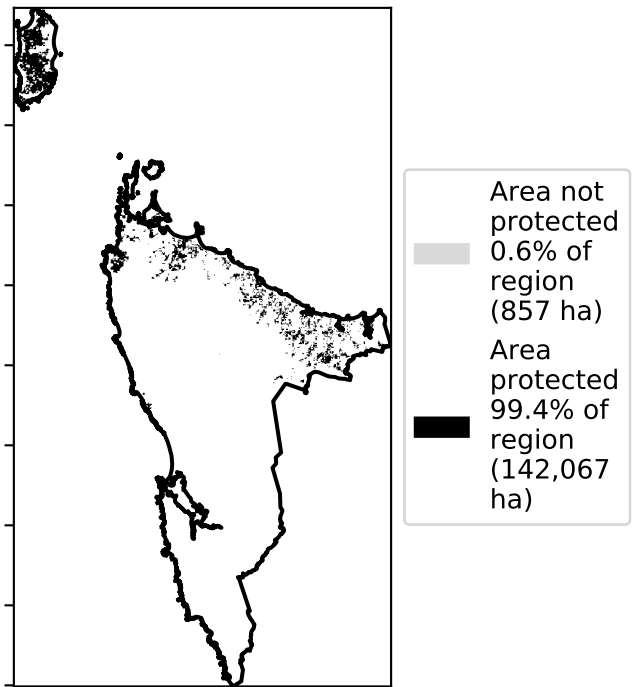 Area not
protected
0.6% of
region
(857 ha)
Area
protected
99.4% of
region
(142,067
ha)